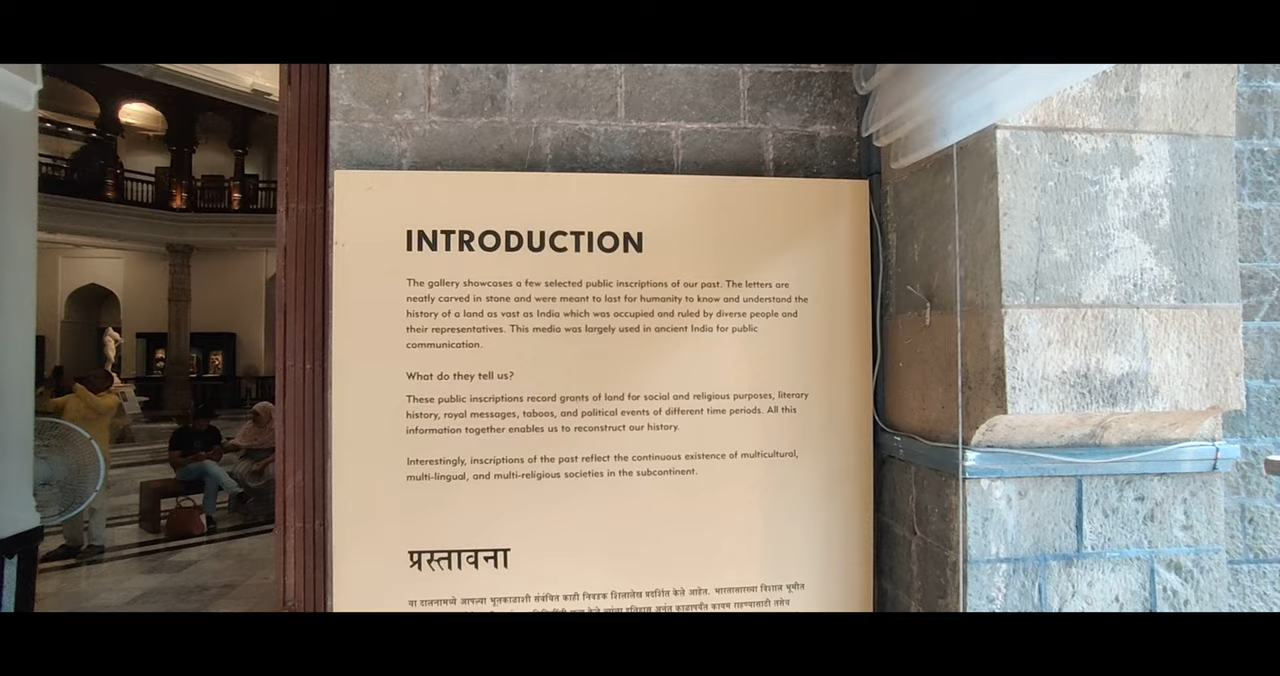 INTRODUCTION
The gallery showcases a few selected public inscriptions of our past. The letters are
neatly carved in stone and were meant to last for humanity to know and understand the
history of a land as vast as India which was occupied and ruled by diverse people and
their representatives. This media was largely used in ancient India for public
communication.
What do they tell us?
These public inscriptions record grants of land for social and religious purposes, literary
history, royal messages, taboos, and political events of different time periods. All this
information together enables us to reconstruct our history.
Interestingly, inscriptions of the past reflect the continuous existence of multicultural,
multi-lingual, and multi-religious societies in the subcontinent.
प्रस्तावना
या दालनामध्ये आपल्या भूतकाळाशी संबंधित काही निवडक शिलालेख प्रदर्शित केले आहेत. भारतासारख्या विशाल भूमीत
केले त्यांचा इतिहास अनंत काळापर्यंत कायम राहण्यासाठी तसेच